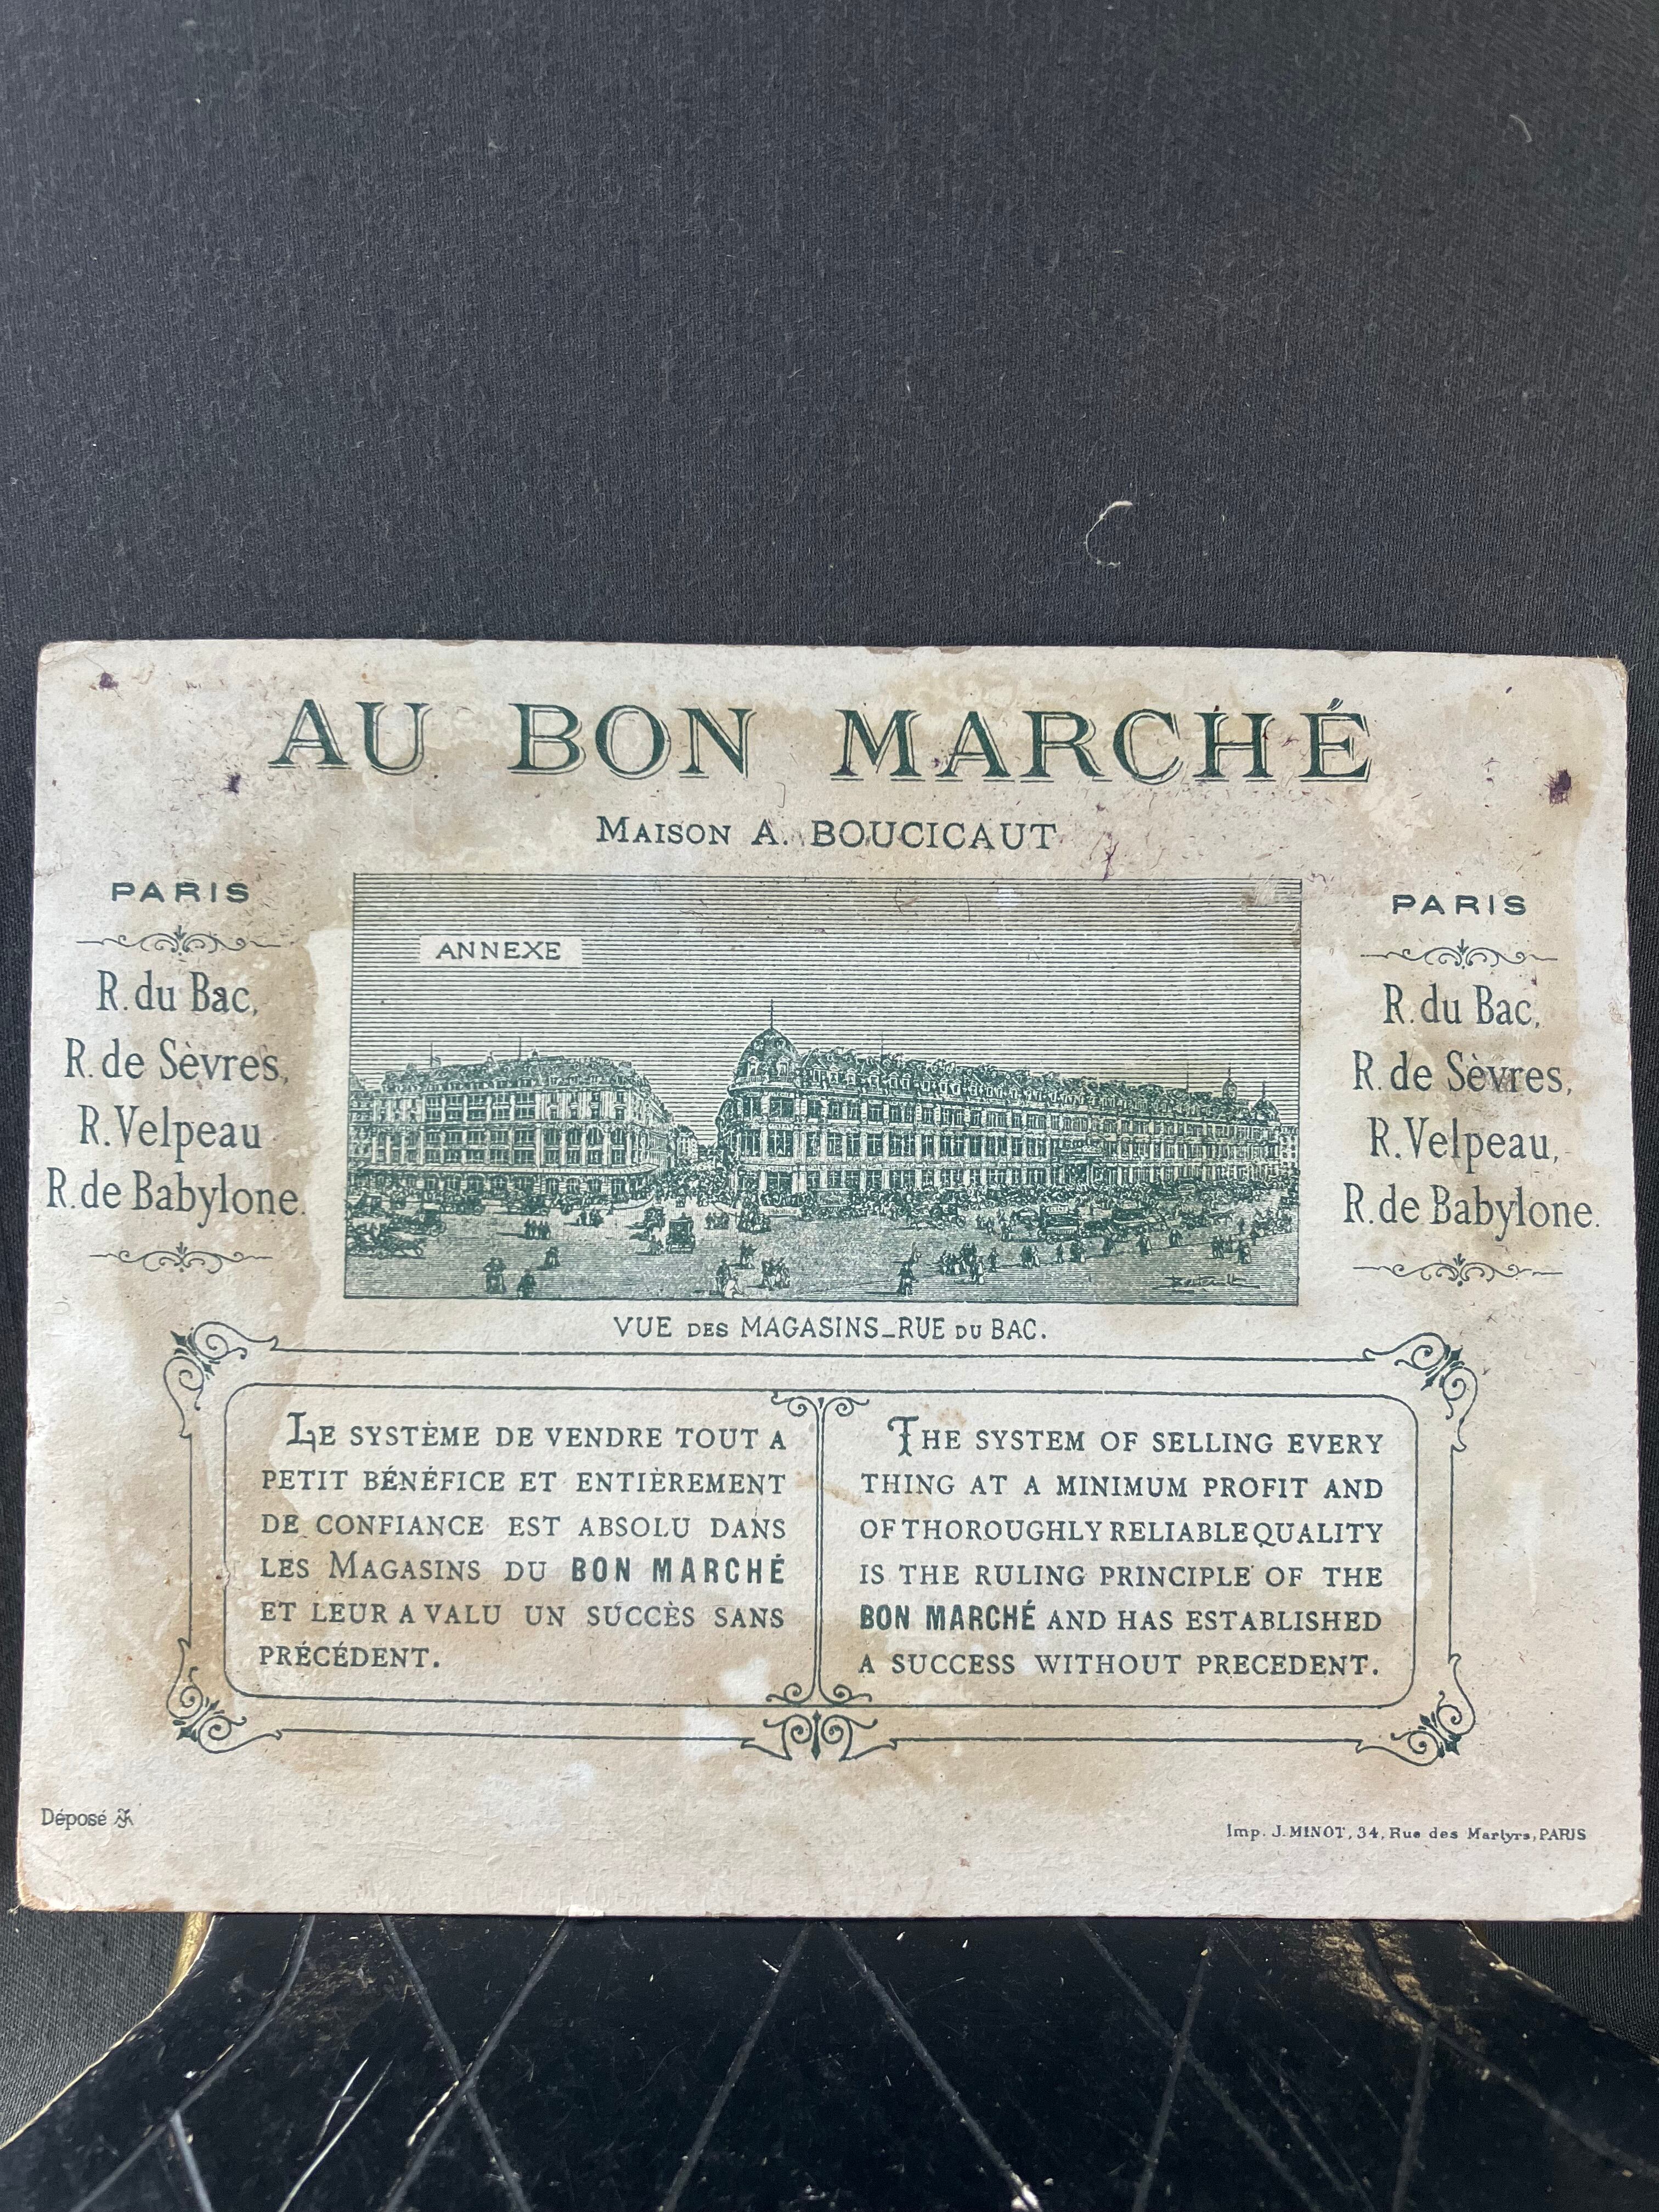 AU BON MARCHÉ
MAISON A. BOUCICAUT
PARIS
R. du Bac,
R. de Sèvres,
R. Velpeau
R. de Babylone.
ANNEXE
PARIS
R. du Bac,
R. de Sèvres,
R. Velpeau,
R. de Babylone.
VUE DES MAGASINS_RUE DU BAC.
LE SYSTÈME DE VENDRE TOUT A
PETIT BÉNÉFICE ET ENTIÈREMENT
DE CONFIANCE EST ABSOLU DANS
LES MAGASINS DU BON MARCHÉ
ET LEUR A VALU UN SUCCÈS SANS
PRÉCÉDENT.
THE SYSTEM OF SELLING EVERY
THING AT A MINIMUM PROFIT AND
OF THOROUGHLY RELIABLE QUALITY
IS THE RULING PRINCIPLE OF THE
BON MARCHÉ AND HAS ESTABLISHED
A SUCCESS WITHOUT PRECEDENT.
Déposé
Imp. J. MINOT, 34, Rue des Martyrs, PARIS